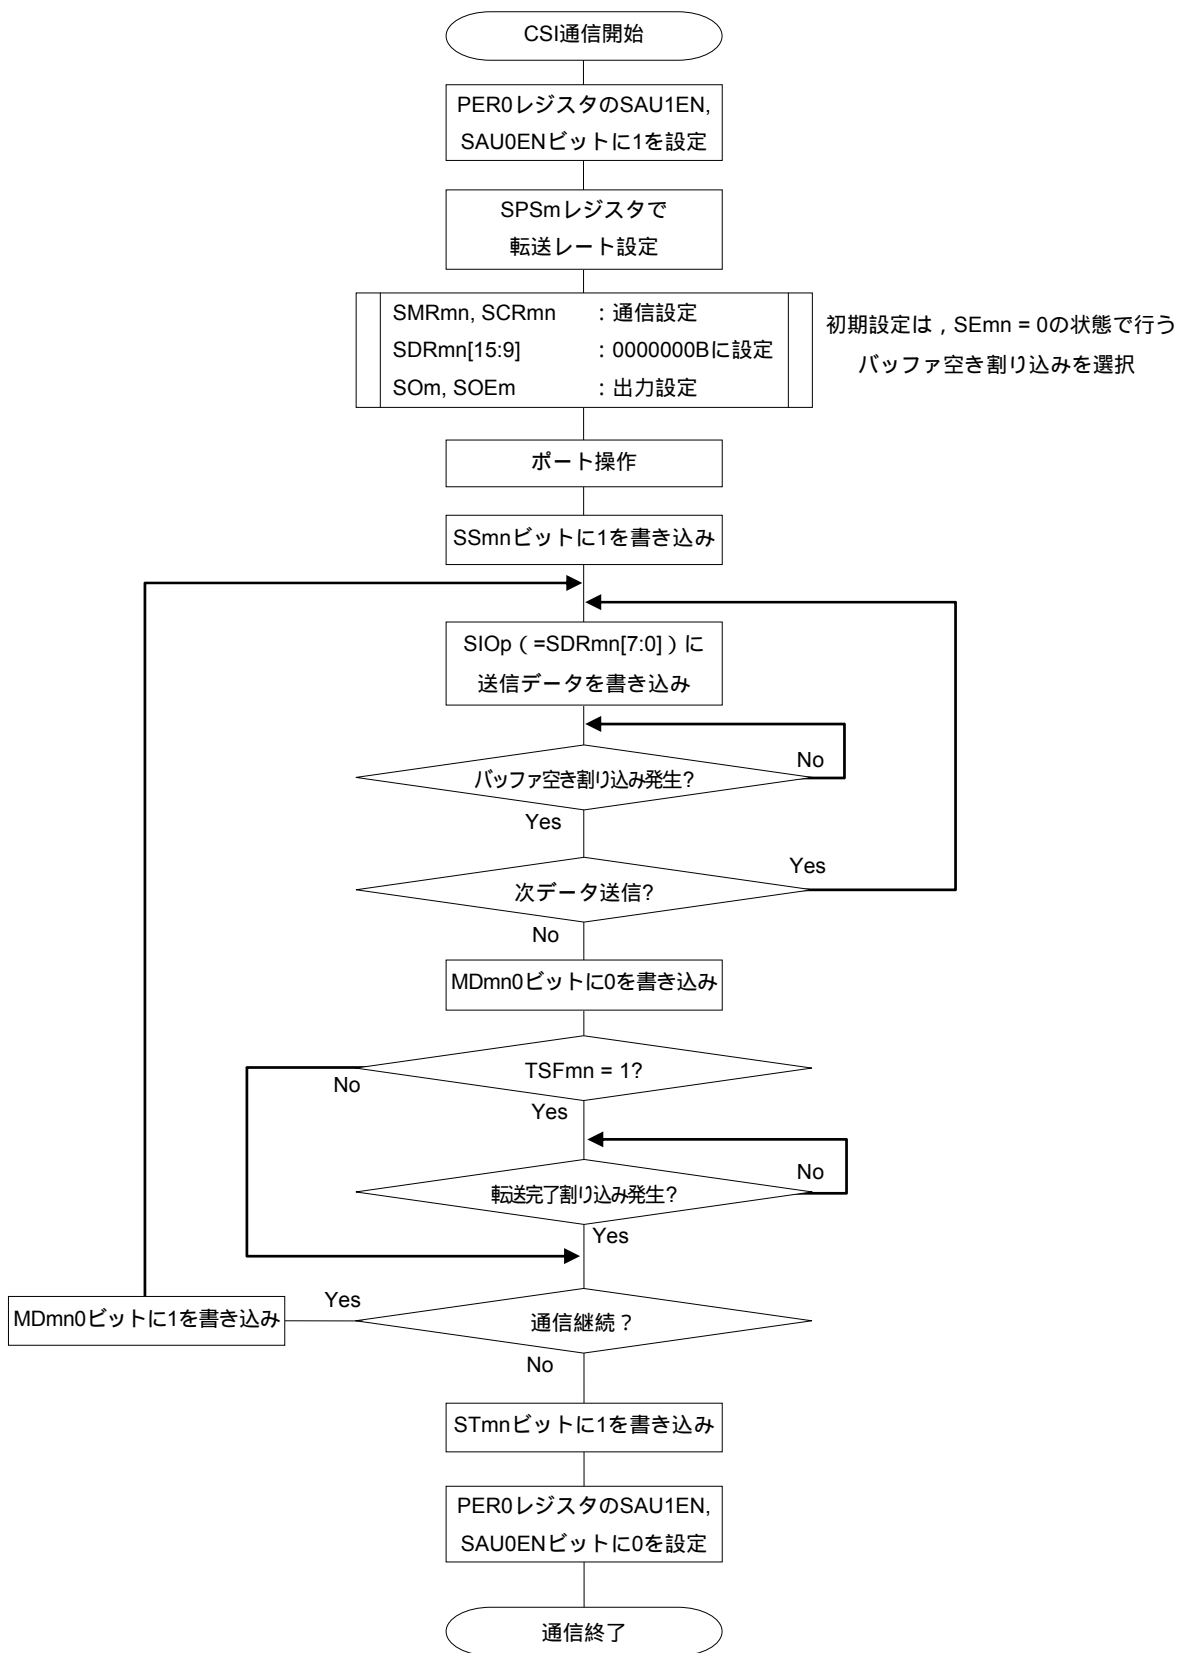 CSI通信開始
PER0レジスタのSAU1EN,
SAU0ENビットに1を設定
SPSmレジスタで
転送レート設定
SMRmn, SCRmn ：通信設定
SDRmn[15:9] ：0000000Bに設定
SOm, SOEm ：出力設定
初期設定は，SEmn = 0の状態で行う
バッファ空き割り込みを選択
ポート操作
SSmnビットに1を書き込み
SIOp（=SDRmn[7:0]）に
送信データを書き込み
バッファ空き割り込み発生？
No
Yes
次データ送信?
Yes
No
MDmn0ビットに0を書き込み
TSFmn = 1?
No
Yes
転送完了割り込み発生？
No
Yes
通信継続？
Yes
MDmn0ビットに1を書き込み
No
STmnビットに1を書き込み
PER0レジスタのSAU1EN,
SAU0ENビットに0を設定
通信終了